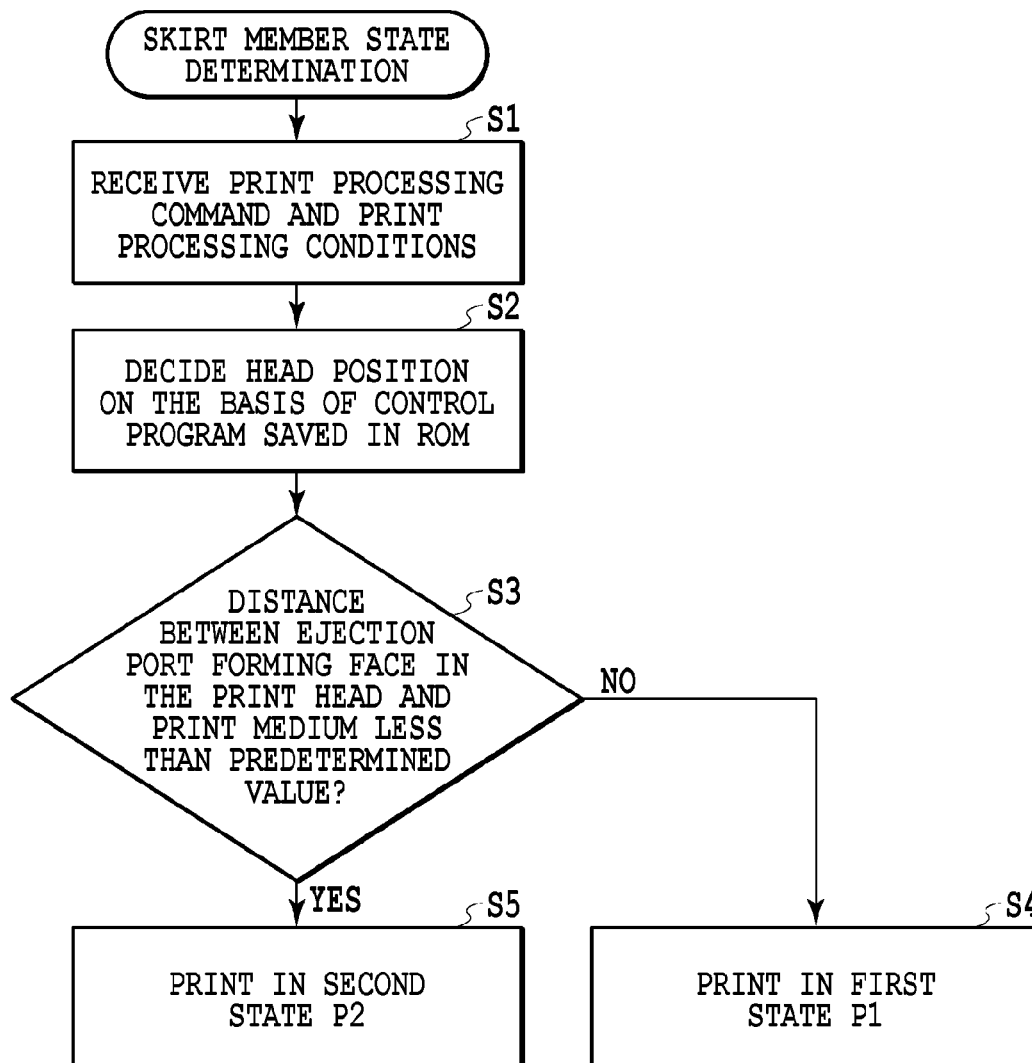 SKIRT MEMBER STATE
DETERMINATION
S1
RECEIVE PRINT PROCESSING
COMMAND AND PRINT
PROCESSING CONDITIONS
S2
DECIDE HEAD POSITION
ON THE BASIS OF CONTROL
PROGRAM SAVED IN ROM
S3
DISTANCE
BETWEEN EJECTION
PORT FORMING FACE IN
THE PRINT HEAD AND
PRINT MEDIUM LESS
THAN PREDETERMINED
VALUE?
NO
YES
S5
PRINT IN SECOND
STATE P2
S4
PRINT IN FIRST
STATE P1